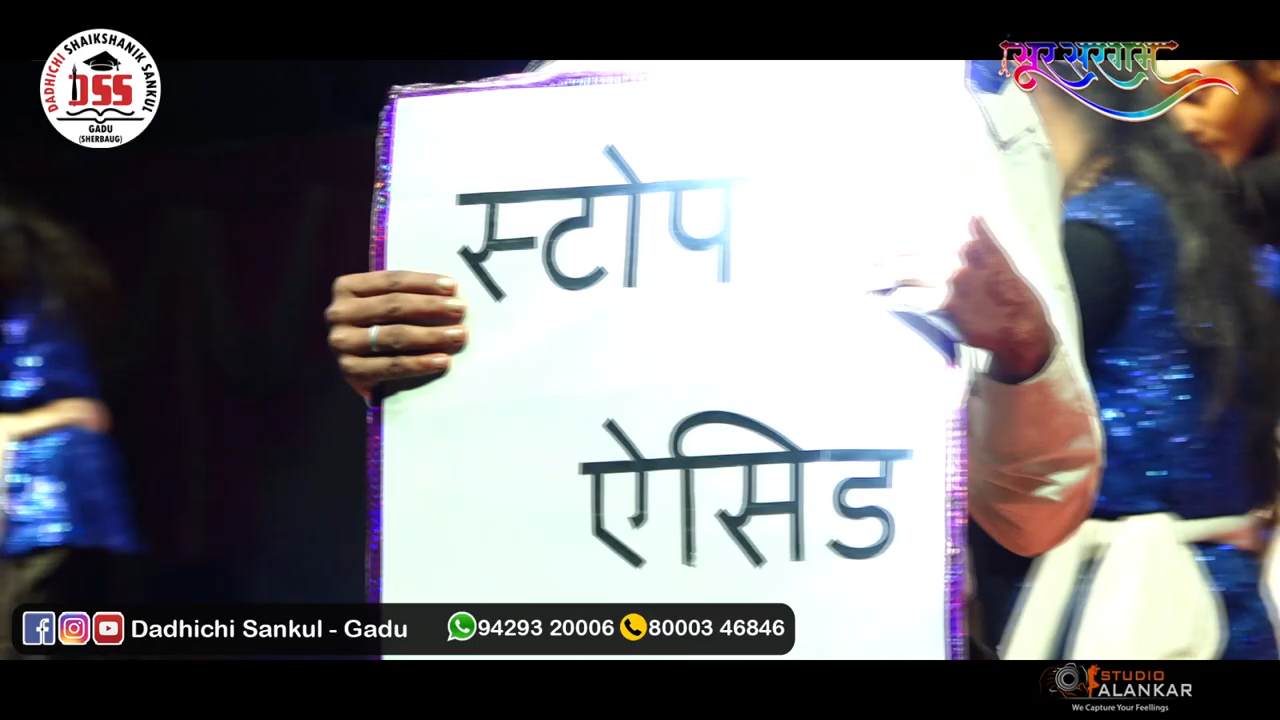 DADHICHI SHAIKSHANIK SANKUL
DSS
GADU
(SHERBAUG)
सूर सरगम
स्टोप
ऐसिड
Dadhichi Sankul - Gadu
94293 20006
80003 46846
STUDIO
ALANKAR
We Capture Your Feellings